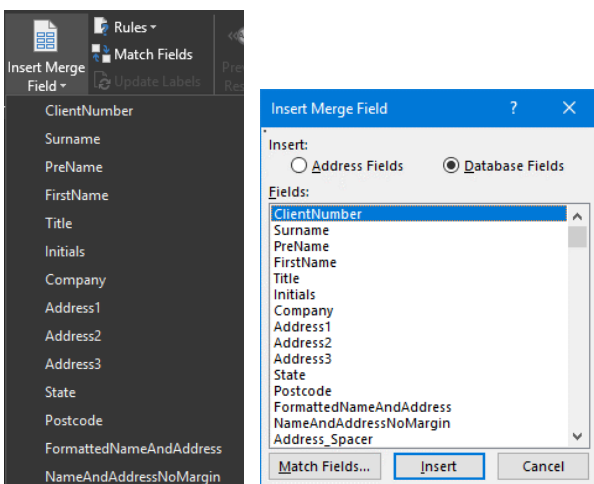 Rules
Match Fields
Insert Merge
Field
Update Labels
Pre
Res
ClientNumber
Surname
PreName
FirstName
Title
Initials
Company
Address1
Address2
Address3
State
Postcode
FormattedNameAndAddress
NameAndAddressNoMargin
Insert Merge Field
?
Insert:
Address Fields
Database Fields
Fields:
ClientNumber
Surname
PreName
FirstName
Title
Initials
Company
Address1
Address2
Address3
State
Postcode
FormattedNameAndAddress
NameAndAddressNoMargin
Address_Spacer
Match Fields...
Insert
Cancel